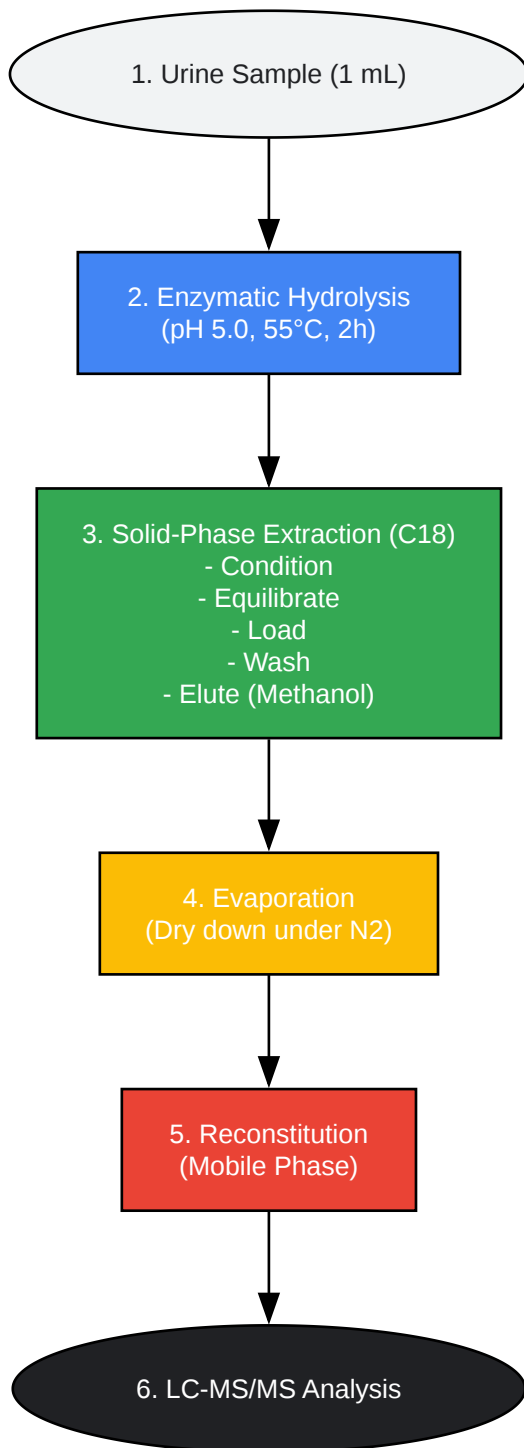 1. Urine Sample (1 mL)
2. Enzymatic Hydrolysis
(pH 5.0, 55°C, 2h)
3. Solid-Phase Extraction (C18)
- Condition
- Equilibrate
- Load
- Wash
- Elute (Methanol)
4. Evaporation
(Dry down under N2)
5. Reconstitution
(Mobile Phase)
6. LC-MS/MS Analysis